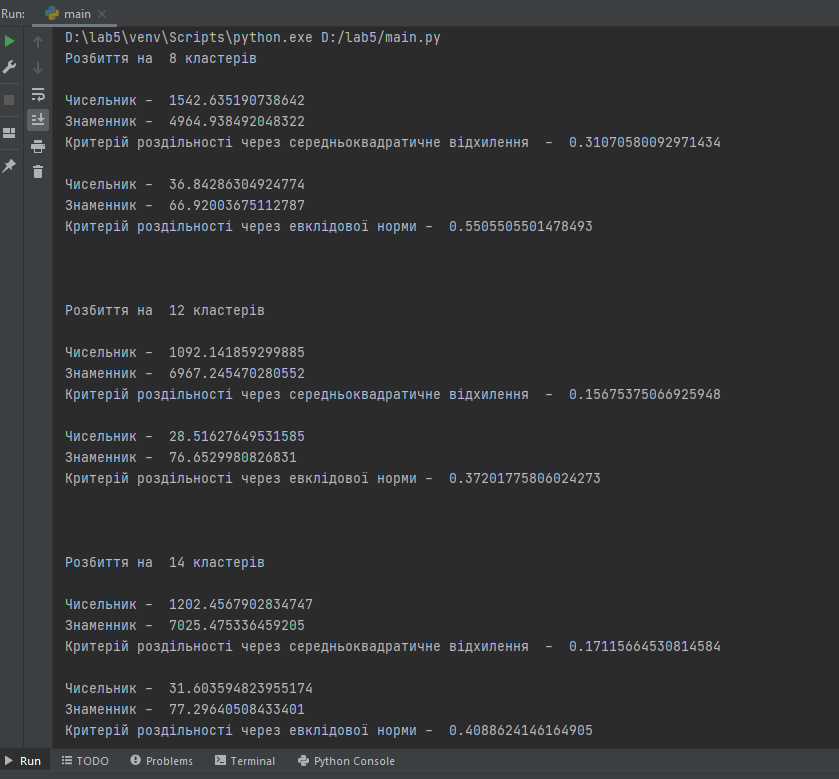 Run:
main
D:\lab5\venv\Scripts\python.exe D:/lab5/main.py
Розбиття на  8 кластерів
Чисельник -  1542.635190738642
Знаменник -  4964.938492048322
Критерій роздільності через середньоквадратичне відхилення  -  0.31070580092971434
Чисельник -  36.84286304924774
Знаменник -  66.92003675112787
Критерій роздільності через евклідової норми -  0.5505505501478493
Розбиття на  12 кластерів
Чисельник -  1092.141859299885
Знаменник -  6967.245470280552
Критерій роздільності через середньоквадратичне відхилення  -  0.15675375066925948
Чисельник -  28.51627649531585
Знаменник -  76.6529980826831
Критерій роздільності через евклідової норми -  0.37201775806024273
Розбиття на  14 кластерів
Чисельник -  1202.4567902834747
Знаменник -  7025.475336459205
Критерій роздільності через середньоквадратичне відхилення  -  0.17115664530814584
Чисельник -  31.603594823955174
Знаменник -  77.29640508433401
Критерій роздільності через евклідової норми -  0.4088624146164905
Run TODO Problems Terminal Python Console